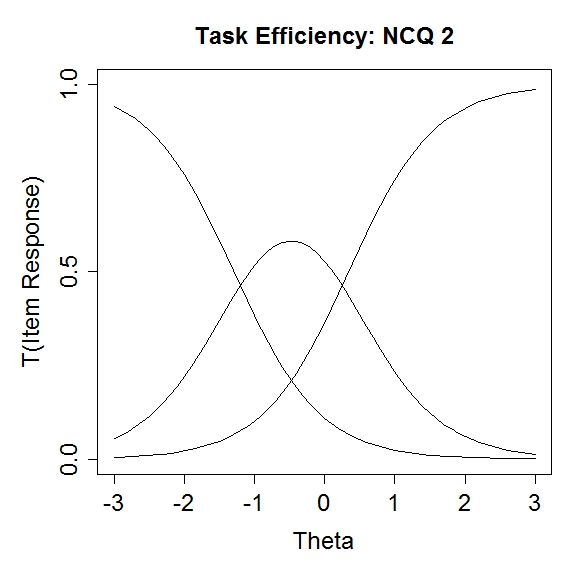 Task Efficiency: NCQ 2
T(Item Response)
1.0
0.5
0.0
-3 -2 -1 0 1 2 3
Theta